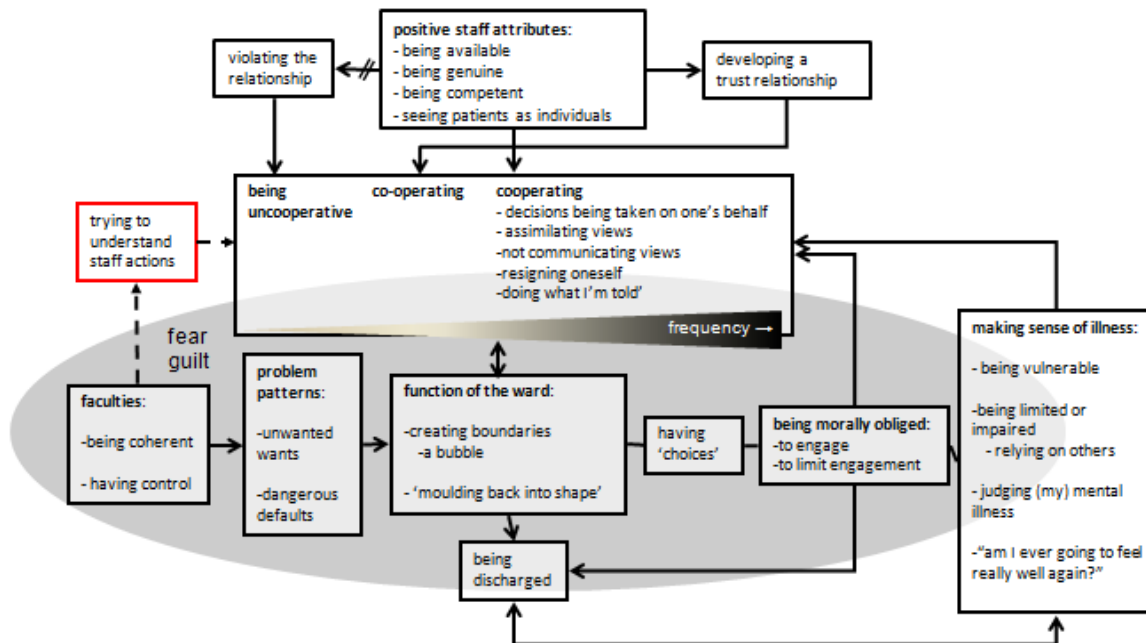 positive staff attributes:
- being available
- being genuine
- being competent
- seeing patients as individuals
violating the
relationship
developing a
trust relationship
being
uncooperative
co-operating
cooperating
- decisions being taken on one's behalf
- assimilating views
-not communicating views
-resigning oneself
-doing what I'm told'
frequency →
trying to
understand
staff actions
fear
guilt
faculties:
-being coherent
- having control
problem
patterns:
-unwanted
wants
-dangerous
defaults
function of the ward:
-creating boundaries
-a bubble
- 'moulding back into shape'
having
'choices'
being morally obliged:
-to engage
-to limit engagement
making sense of illness:
- being vulnerable
-being limited or
impaired
- relying on others
- judging (my) mental
illness
-"am I ever going to feel
really well again?"
being
discharged